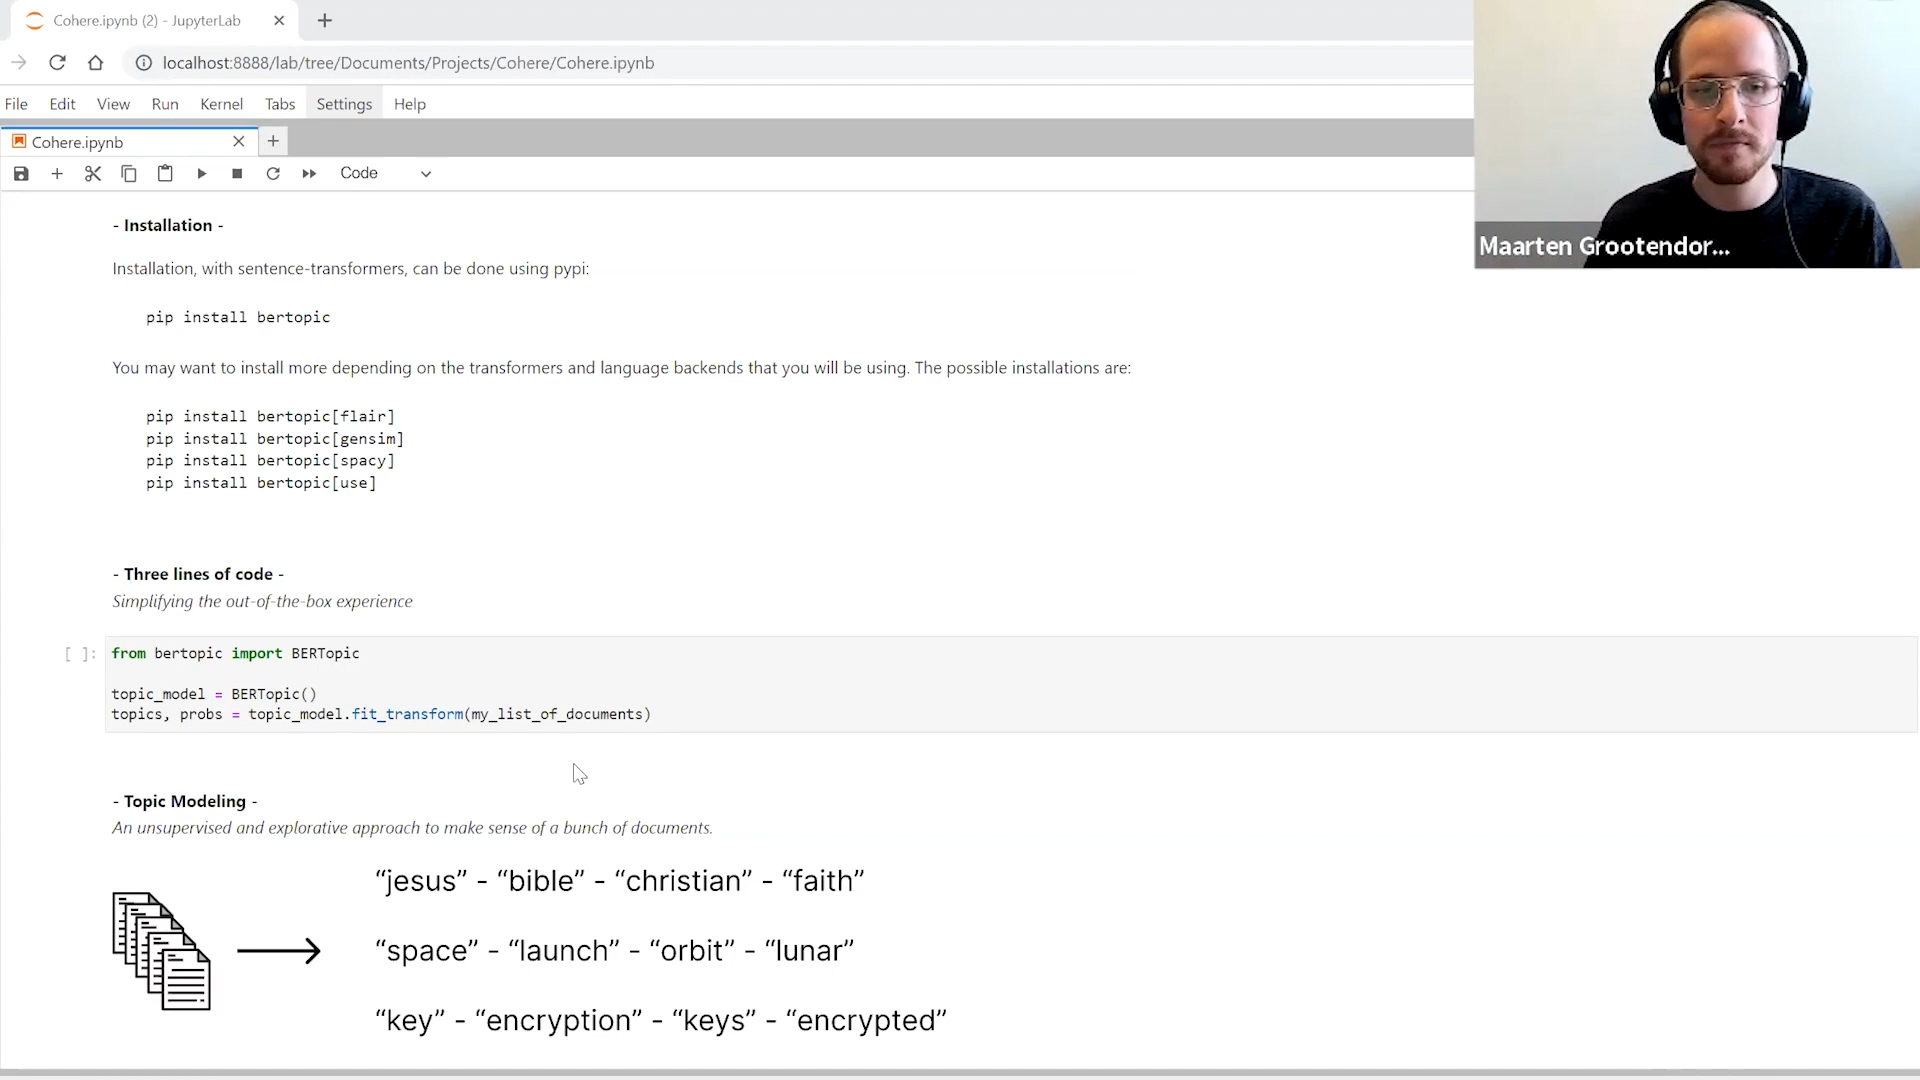 Cohere.ipynb (2) - JupyterLab
localhost:8888/lab/tree/Documents/Projects/Cohere/Cohere.ipynb
File Edit View Run Kernel Tabs Settings Help
Cohere.ipynb
Code
Maarten Grootendor...
- Installation -
Installation, with sentence-transformers, can be done using pypi:
pip install bertopic
You may want to install more depending on the transformers and language backends that you will be using. The possible installations are:
pip install bertopic[flair]
pip install bertopic[gensim]
pip install bertopic[spacy]
pip install bertopic[use]
- Three lines of code -
Simplifying the out-of-the-box experience
[ ]: from bertopic import BERTopic
topic_model = BERTopic()
topics, probs = topic_model.fit_transform(my_list_of_documents)
- Topic Modeling -
An unsupervised and explorative approach to make sense of a bunch of documents.
“jesus” - “bible” - “christian” - “faith”
“space” - “launch” - “orbit” - “lunar”
“key” - “encryption” - “keys” - “encrypted”